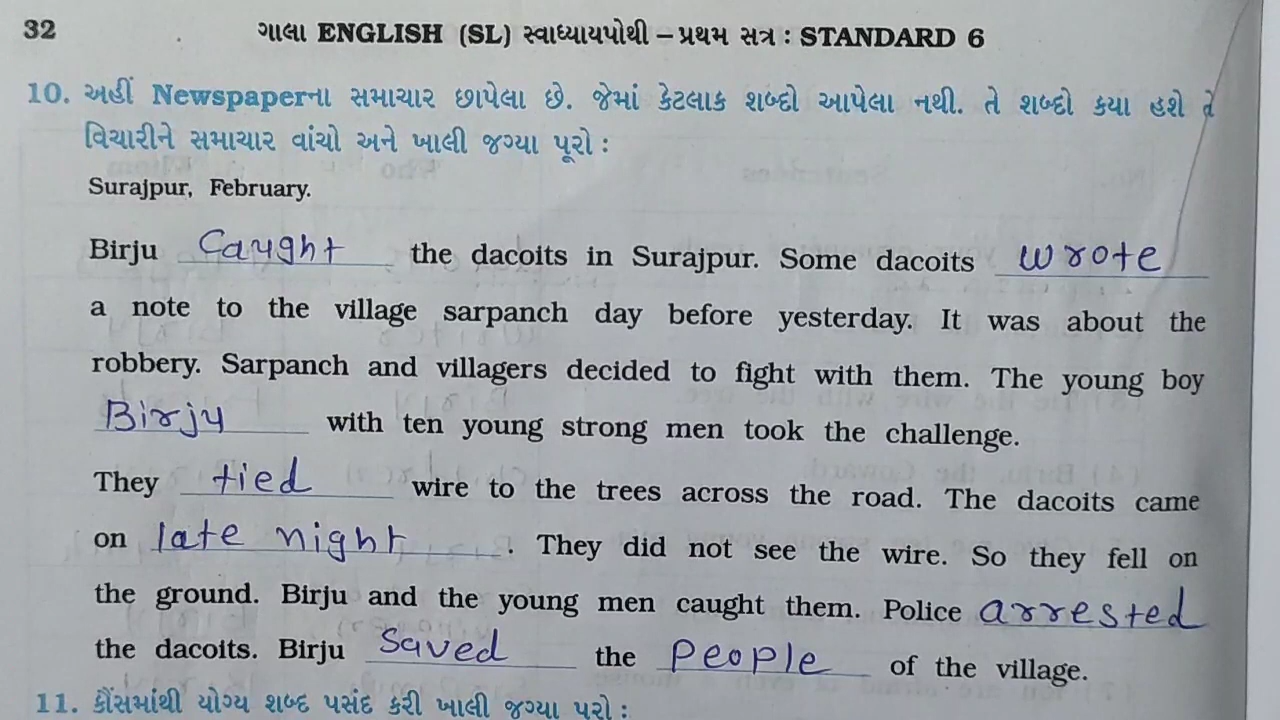 32 ગાલા ENGLISH (SL) સ્વાધ્યાયપોથી – પ્રથમ સત્ર : STANDARD 6
10. અહીં Newspaperના સમાચાર છાપેલા છે. જેમાં કેટલાક શબ્દો આપેલા નથી. તે શબ્દો કયા હશે તે
વિચારીને સમાચાર વાંચો અને ખાલી જગ્યા પૂરો :
Surajpur, February.
Birju Caught the dacoits in Surajpur. Some dacoits wrote
a note to the village sarpanch day before yesterday. It was about the
robbery. Sarpanch and villagers decided to fight with them. The young boy
Birju with ten young strong men took the challenge.
They tied wire to the trees across the road. The dacoits came
on late night. They did not see the wire. So they fell on
the ground. Birju and the young men caught them. Police arrested
the dacoits. Birju Saved the People of the village.
11. કૌંસમાંથી યોગ્ય શબ્દ પસંદ કરી ખાલી જગ્યા પૂરો :